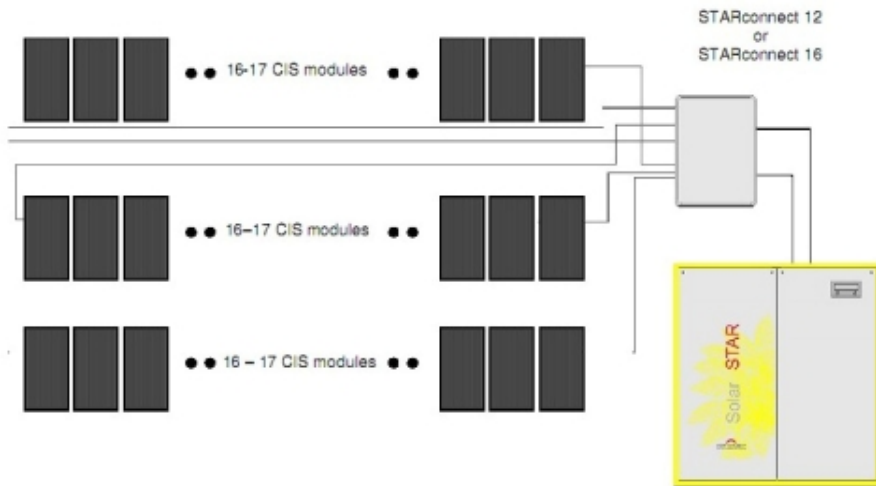 STARconnect 12
or
STARconnect 16
16-17 CIS modules
16–17 CIS modules
16 – 17 CIS modules
Solar STAR